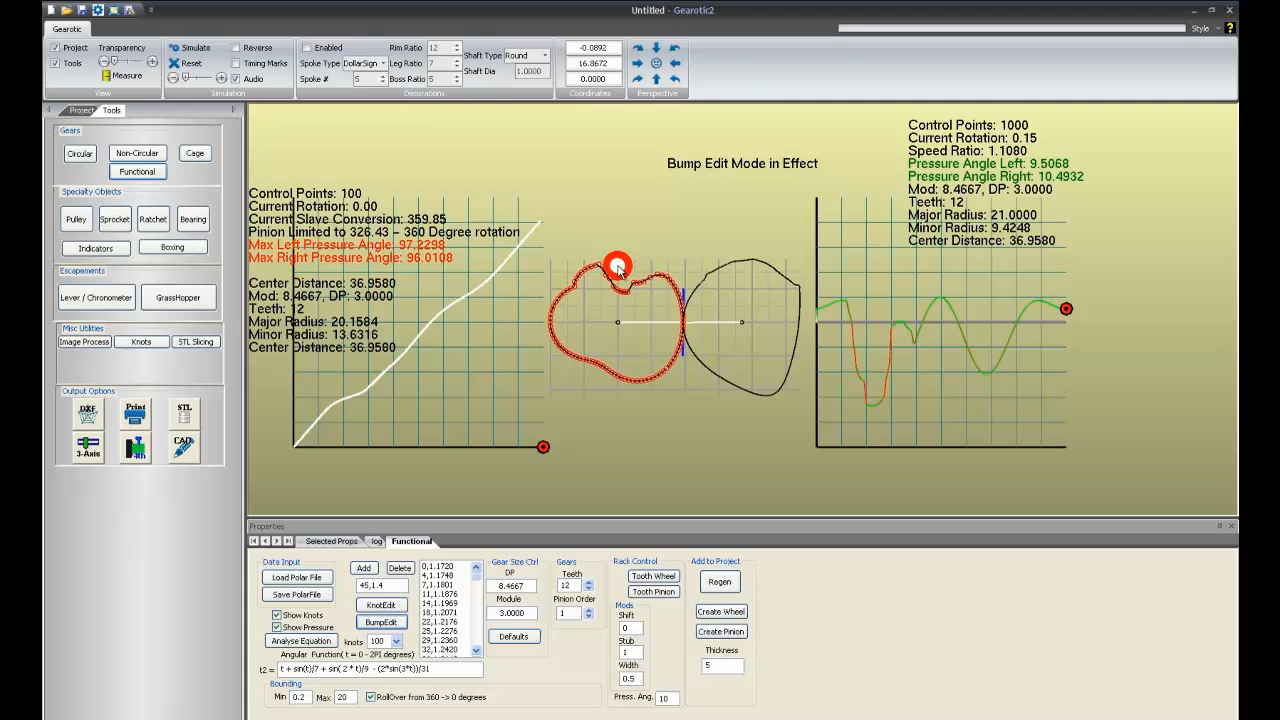 Untitled - Gearotic2
Gearotic
Style
Project
Transparency
Tools
Measure
View
Simulate
Reverse
Reset
Timing Marks
Audio
Simulation
Enabled
Rim Ratio
12
Shaft Type
Round
Spoke Type
DollarSign
Leg Ratio
7
Shaft Dia
1.0000
Spoke #
5
Boss Ratio
5
Decorations
-0.0892
16.8672
0.0000
Coordinates
Perspective
Project
Tools
Gears
Circular
Non-Circular
Cage
Functional
Specialty Objects
Pulley
Sprocket
Ratchet
Bearing
Indicators
Boxing
Escapements
Lever / Chronometer
GrassHopper
Misc Utilities
Image Process
Knots
STL Slicing
Output Options
DXF
Print
STL
3-Axis
4th
CAD
Control Points: 100
Current Rotation: 0.00
Current Slave Conversion: 359.85
Pinion Limited to 326.43 - 360 Degree rotation
Max Left Pressure Angle: 97.2298
Max Right Pressure Angle: 96.0108
Center Distance: 36.9580
Mod: 8.4667, DP: 3.0000
Teeth: 12
Major Radius: 20.1584
Minor Radius: 13.6316
Center Distance: 36.9580
Bump Edit Mode in Effect
Control Points: 1000
Current Rotation: 0.15
Speed Ratio: 1.1080
Pressure Angle Left: 9.5068
Pressure Angle Right: 10.4932
Mod: 8.4667, DP: 3.0000
Teeth: 12
Major Radius: 21.0000
Minor Radius: 9.4248
Center Distance: 36.9580
Properties
Selected Props
log
Functional
Data Input
Load Polar File
Save PolarFile
Show Knots
Show Pressure
Analyse Equation
knots
100
Add
Delete
45,1.4
KnotEdit
BumpEdit
0,1.1720
4,1.1748
7,1.1801
11,1.1876
14,1.1969
18,1.2071
22,1.2176
25,1.2276
29,1.2360
32,1.2420
Angular Function( t = 0 - 2PI degrees)
t2 =
t + sin(t)/7 + sin( 2 * t)/9 - (2*sin(3*t))/31
Bounding
Min
0.2
Max
20
RollOver from 360 -> 0 degrees
Gear Size Ctrl
DP
8.4667
Module
3.0000
Defaults
Gears
Teeth
12
Pinion Order
1
Rack Control
Tooth Wheel
Tooth Pinion
Mods
Shift
0
Stub
1
Width
0.5
Press. Ang.
10
Add to Project
Regen
Create Wheel
Create Pinion
Thickness
5